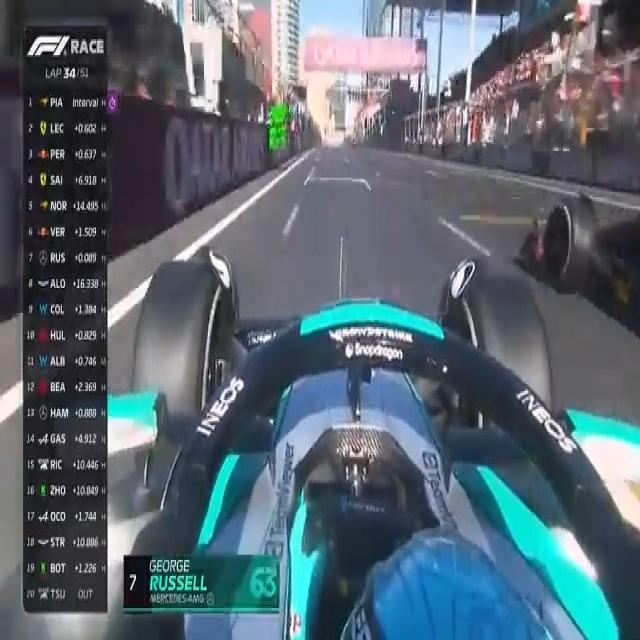 F1 RACE
LAP 34/51
1 PIA Interval
2 LEC +0.602 H
3 PER +0.637 H
4 SAI +6.918 H
5 NOR +14.495 H
6 VER +1.509 H
7 RUS +0.089 H
8 ALO +16.338 H
9 COL +1.384 H
10 HUL +0.829 H
11 ALB +0.746 M
12 BEA +2.369 H
13 HAM +0.888 H
14 GAS +4.912 H
15 RIC +10.446 H
16 ZHO +10.849 H
17 OCO +1.744 H
18 STR +10.886 H
19 BOT +1.226 H
20 TSU OUT
CROWDSTRIKE
Snapdragon
INEOS
INEOS
TeamViewer
7 GEORGE
RUSSELL 63
MERCEDES-AMG